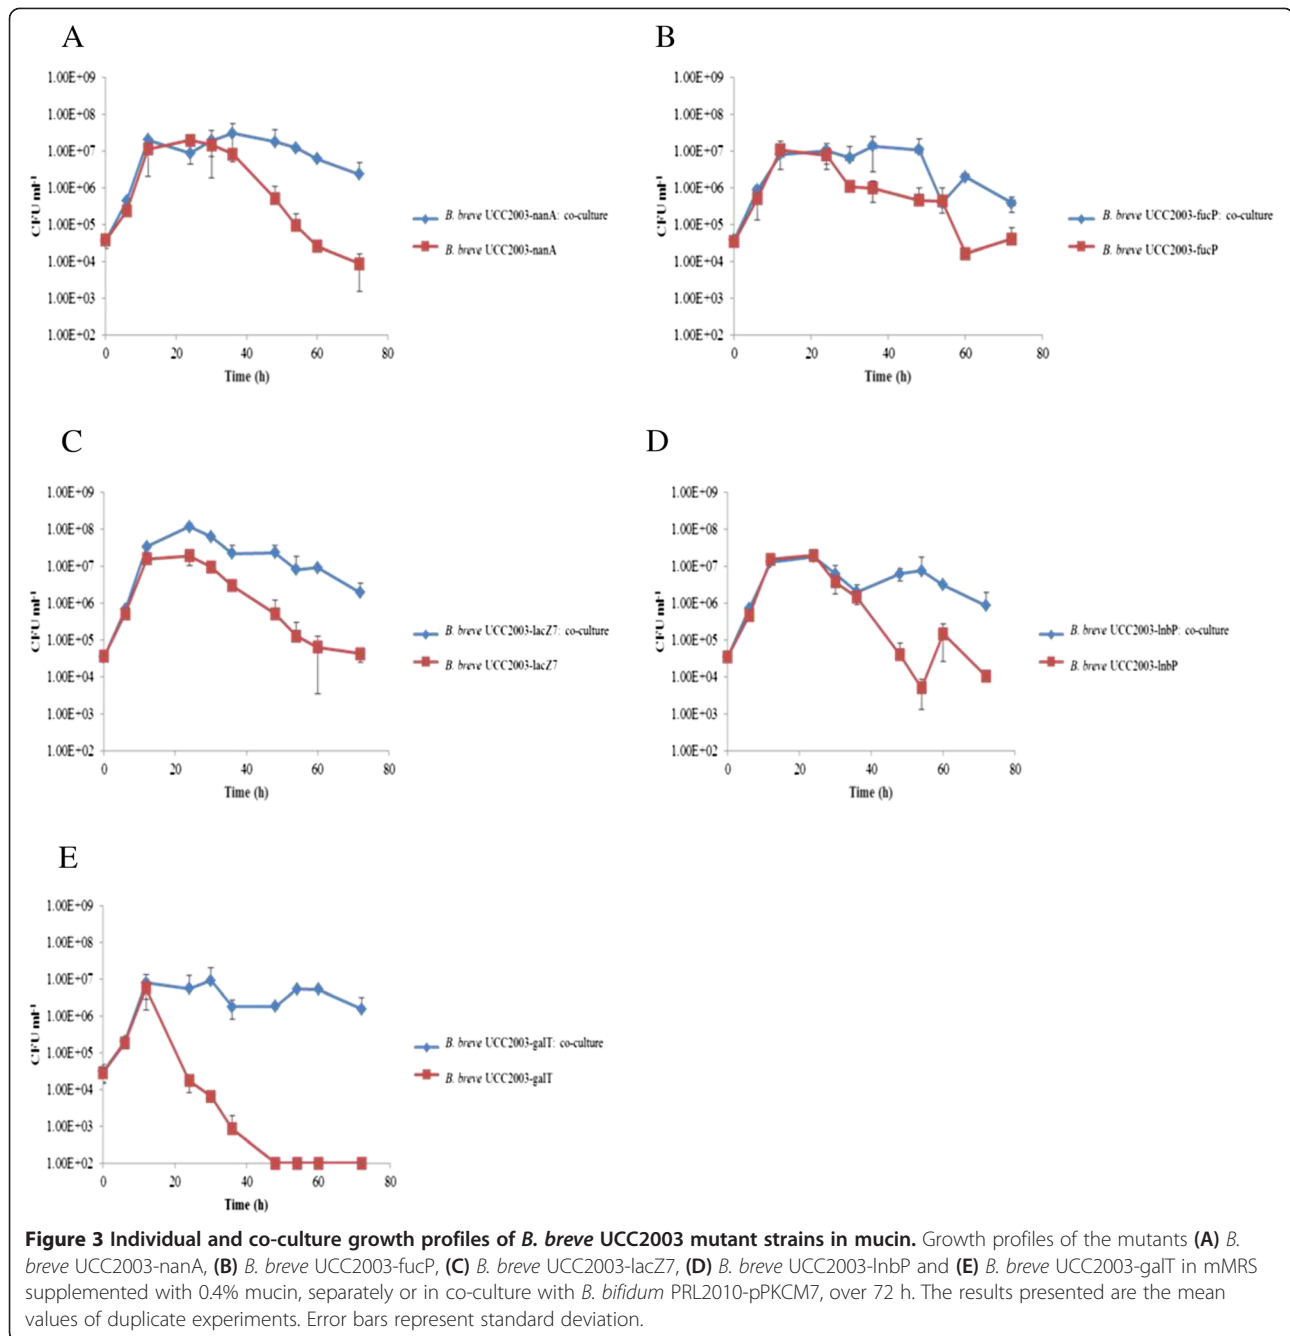 A
1.00E+09
1.00E+08
1.00E+07
1.00E+06
1.00E+05
1.00E+04
1.00E+03
1.00E+02
CFU ml-1
0 20 40 60 80
Time (h)
B. breve UCC2003-nanA: co-culture
B. breve UCC2003-nanA
B
1.00E+09
1.00E+08
1.00E+07
1.00E+06
1.00E+05
1.00E+04
1.00E+03
1.00E+02
CFU ml-1
0 20 40 60 80
Time (h)
B. breve UCC2003-fucP: co-culture
B. breve UCC2003-fucP
C
1.00E+09
1.00E+08
1.00E+07
1.00E+06
1.00E+05
1.00E+04
1.00E+03
1.00E+02
CFU ml-1
0 20 40 60 80
Time (h)
B. breve UCC2003-lacZ7: co-culture
B. breve UCC2003-lacZ7
D
1.00E+09
1.00E+08
1.00E+07
1.00E+06
1.00E+05
1.00E+04
1.00E+03
1.00E+02
CFU ml-1
0 20 40 60 80
Time (h)
B. breve UCC2003-lnbP: co-culture
B. breve UCC2003-lnbP
E
1.00E+09
1.00E+08
1.00E+07
1.00E+06
1.00E+05
1.00E+04
1.00E+03
1.00E+02
CFU ml-1
0 20 40 60 80
Time (h)
B. breve UCC2003-galT: co-culture
B. breve UCC2003-galT
Figure 3 Individual and co-culture growth profiles of B. breve UCC2003 mutant strains in mucin. Growth profiles of the mutants (A) B.
breve UCC2003-nanA, (B) B. breve UCC2003-fucP, (C) B. breve UCC2003-lacZ7, (D) B. breve UCC2003-lnbP and (E) B. breve UCC2003-galT in mMRS
supplemented with 0.4% mucin, separately or in co-culture with B. bifidum PRL2010-pPKCM7, over 72 h. The results presented are the mean
values of duplicate experiments. Error bars represent standard deviation.